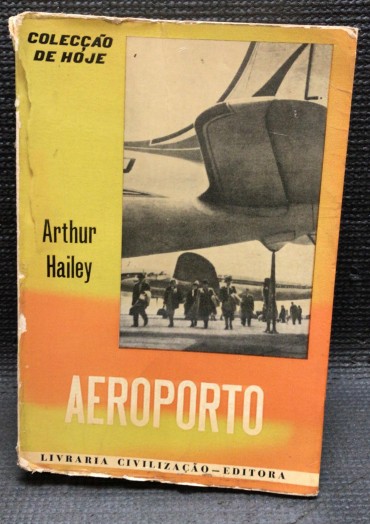 COLECÇÃO
DE HOJE
Arthur
Hailey
AEROPORTO
LIVRARIA CIVILIZAÇÃO—EDITORA